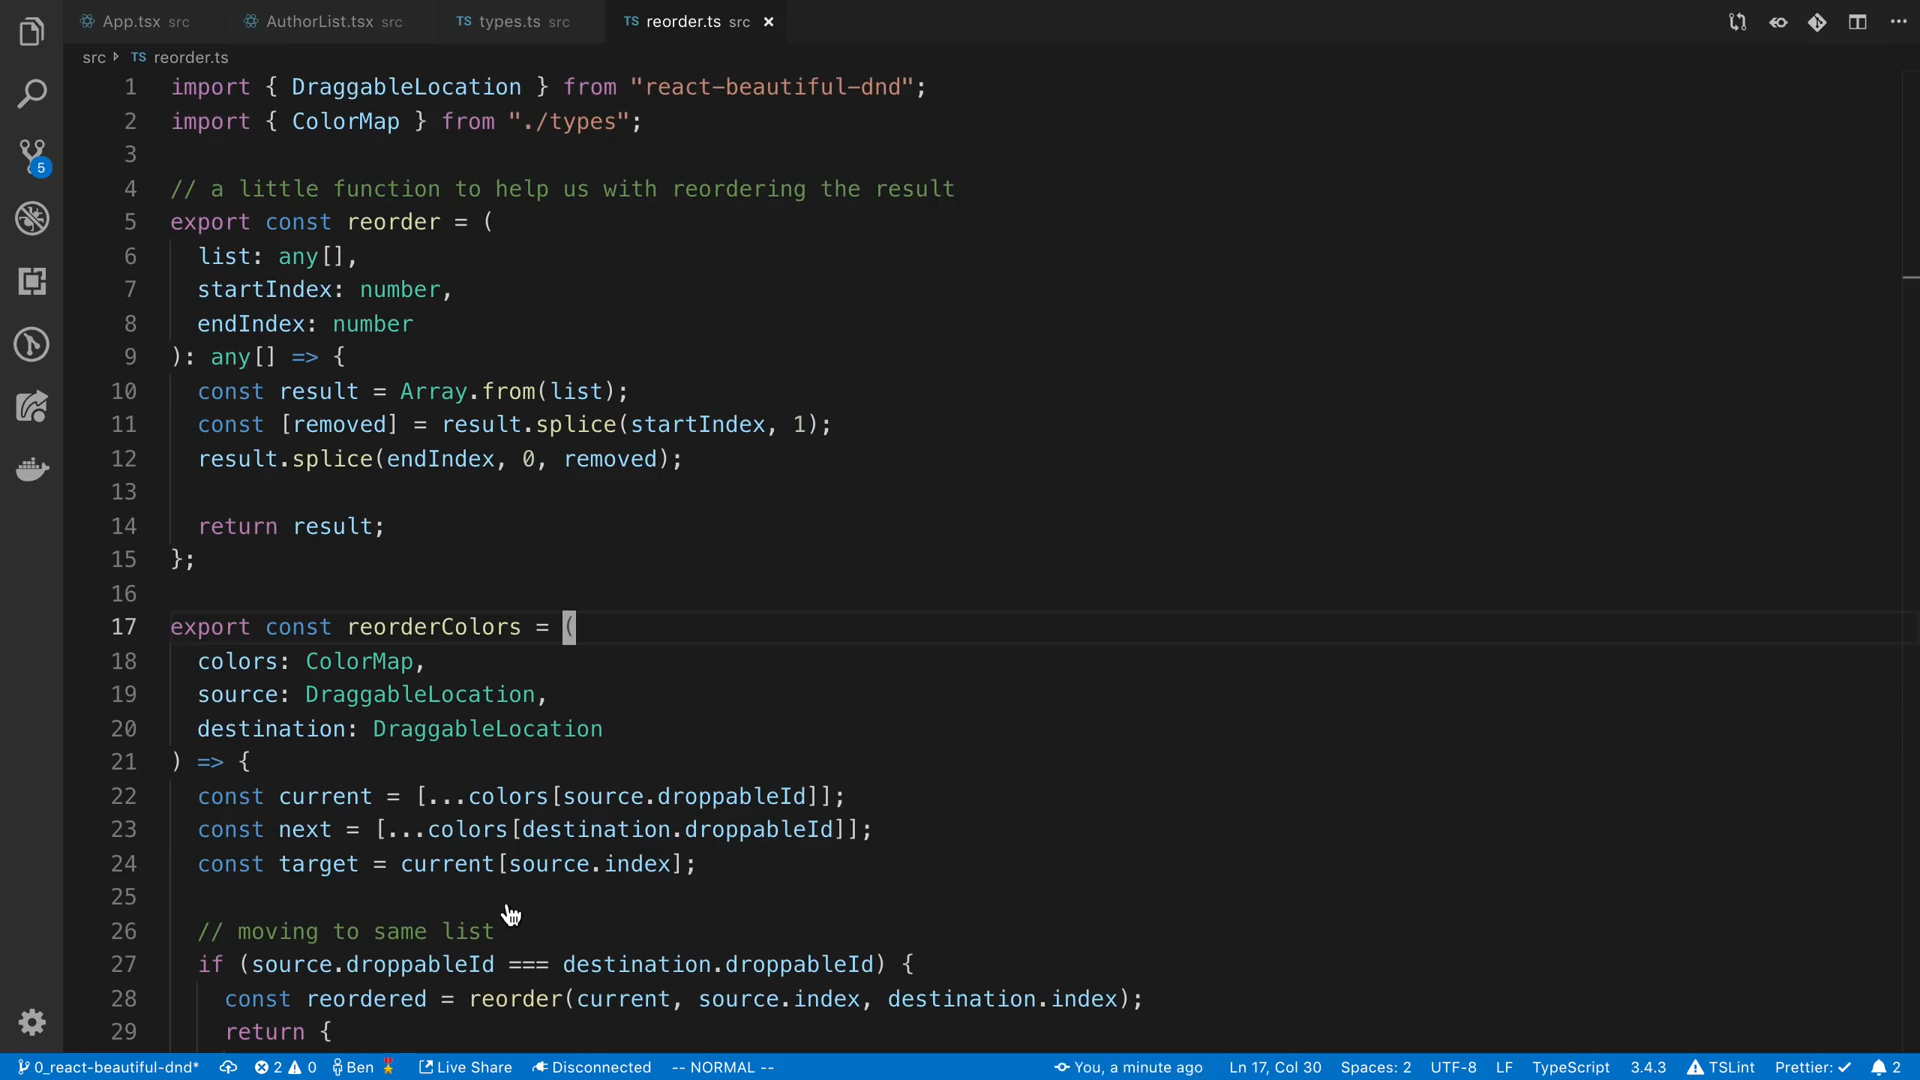 App.tsx src
AuthorList.tsx src
TS types.ts src
TS reorder.ts src ×
src TS reorder.ts
1 import { DraggableLocation } from "react-beautiful-dnd";
2 import { ColorMap } from "./types";
3
4 // a little function to help us with reordering the result
5 export const reorder = (
6   list: any[],
7   startIndex: number,
8   endIndex: number
9 ): any[] => {
10   const result = Array.from(list);
11   const [removed] = result.splice(startIndex, 1);
12   result.splice(endIndex, 0, removed);
13
14   return result;
15 };
16
17 export const reorderColors = (
18   colors: ColorMap,
19   source: DraggableLocation,
20   destination: DraggableLocation
21 ) => {
22   const current = [...colors[source.droppableId]];
23   const next = [...colors[destination.droppableId]];
24   const target = current[source.index];
25
26   // moving to same list
27   if (source.droppableId === destination.droppableId) {
28     const reordered = reorder(current, source.index, destination.index);
29     return {
5
0_react-beautiful-dnd* 2 0 Ben Live Share Disconnected -- NORMAL -- You, a minute ago Ln 17, Col 30 Spaces: 2 UTF-8 LF TypeScript 3.4.3 TSLint Prettier: ✓ 2